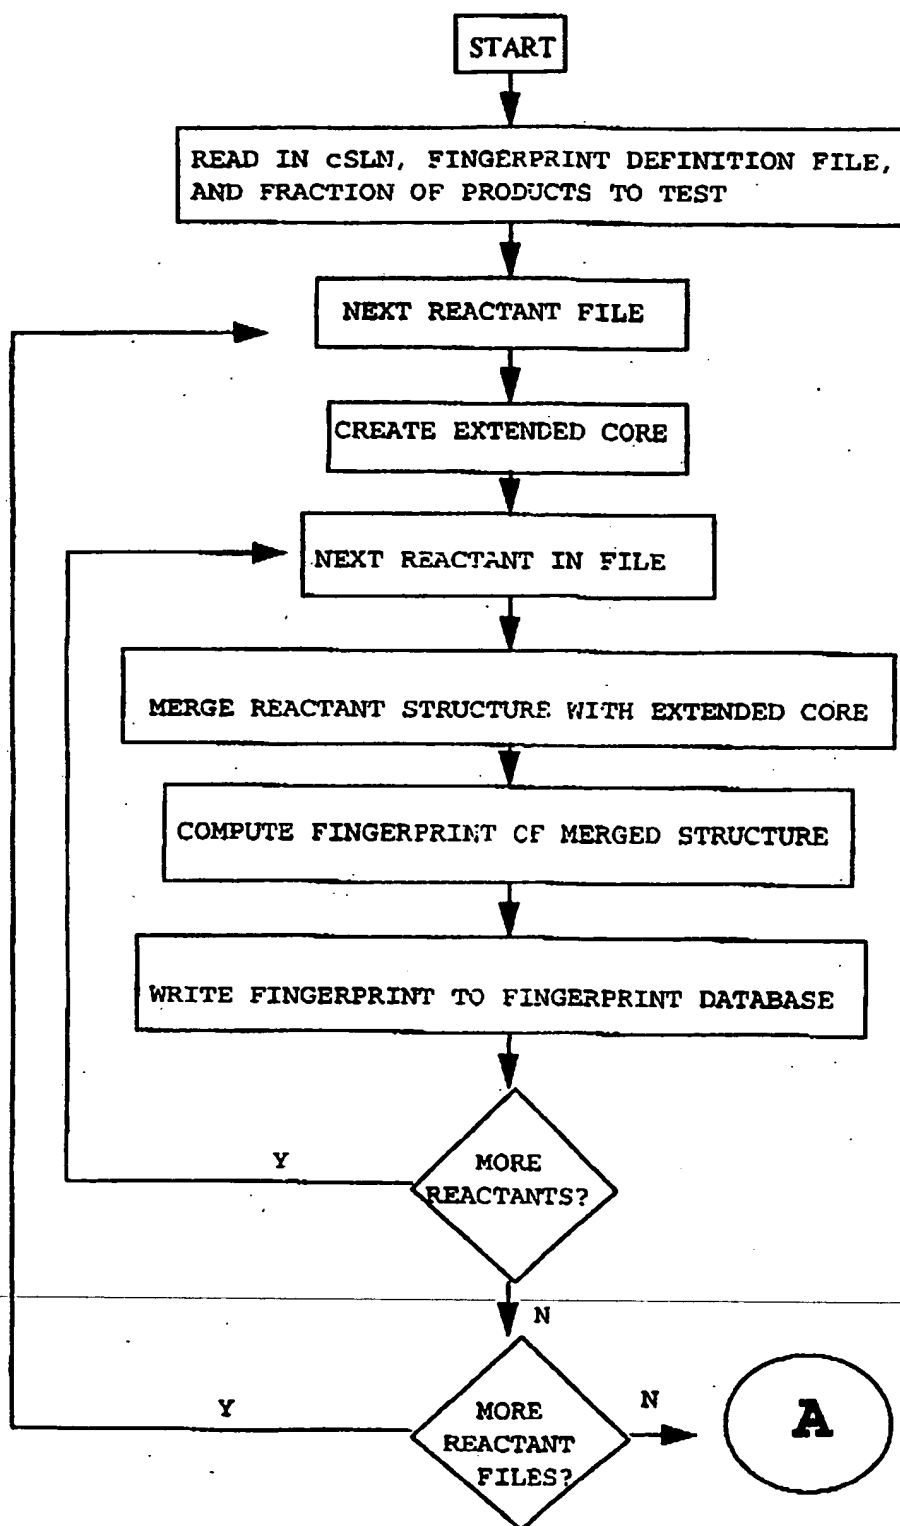 START
READ IN cSLN, FINGERPRINT DEFINITION FILE,
AND FRACTION OF PRODUCTS TO TEST
NEXT REACTANT FILE
CREATE EXTENDED CORE
NEXT REACTANT IN FILE
MERGE REACTANT STRUCTURE WITH EXTENDED CORE
COMPUTE FINGERPRINT OF MERGED STRUCTURE
WRITE FINGERPRINT TO FINGERPRINT DATABASE
Y
MORE
REACTANTS?
N
Y
MORE
REACTANT
FILES?
N
A